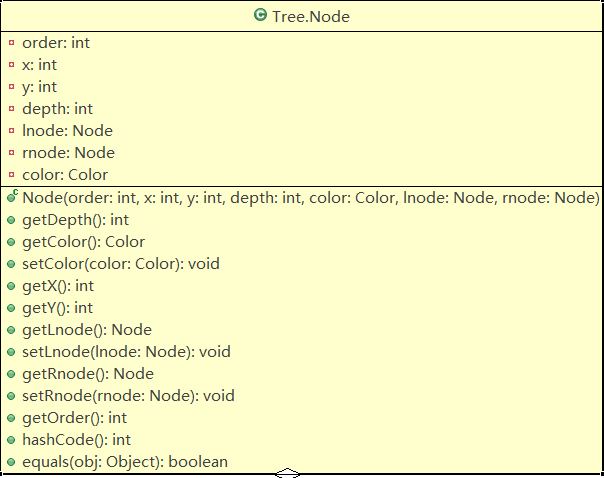 Tree.Node
order: int
x: int
y: int
depth: int
lnode: Node
rnode: Node
color: Color
Node(order: int, x: int, y: int, depth: int, color: Color, lnode: Node, rnode: Node)
getDepth(): int
getColor(): Color
setColor(color: Color): void
getX(): int
getY(): int
getLnode(): Node
setLnode(lnode: Node): void
getRnode(): Node
setRnode(rnode: Node): void
getOrder(): int
hashCode(): int
equals(obj: Object): boolean